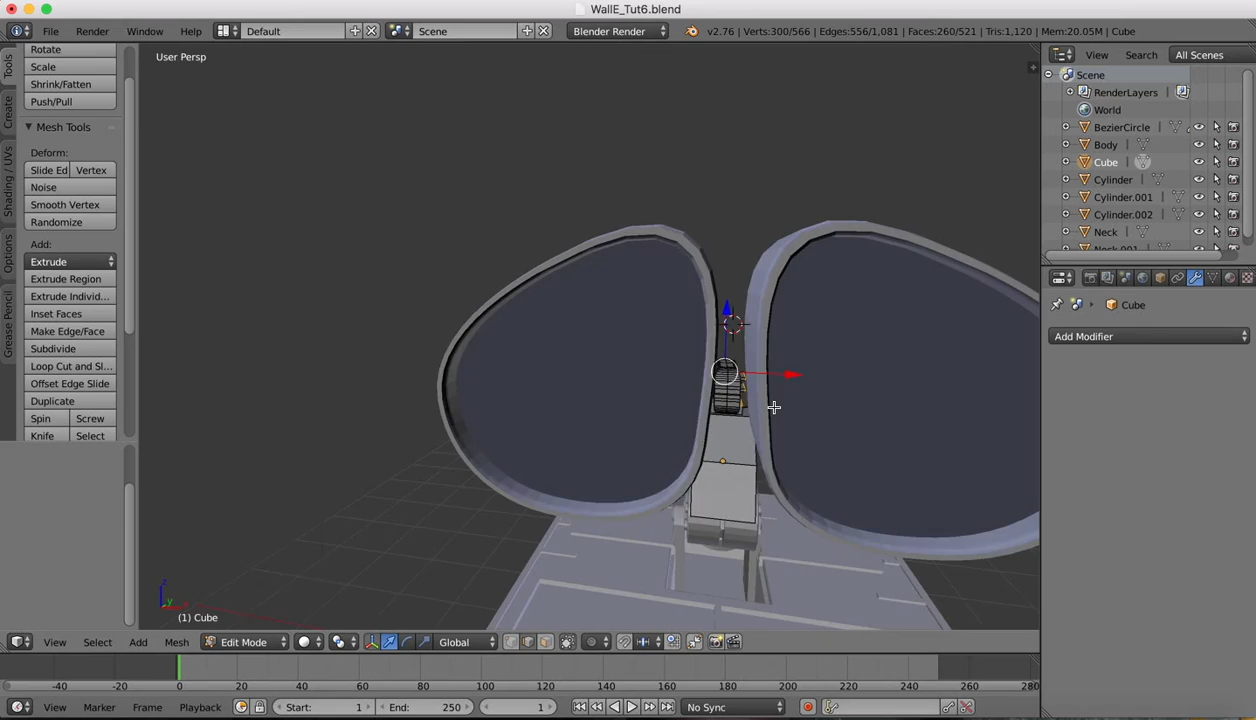 WallE_Tut6.blend
File Render Window Help Default Scene Blender Render v2.76 | Verts:300/566 | Edges:556/1,081 | Faces:260/521 | Tris:1,120 | Mem:20.05M | Cube
Rotate
Scale
Shrink/Fatten
Push/Pull
Mesh Tools
Deform:
Slide Ed Vertex
Noise
Smooth Vertex
Randomize
Add:
Extrude
Extrude Region
Extrude Individ...
Inset Faces
Make Edge/Face
Subdivide
Loop Cut and Sl...
Offset Edge Slide
Duplicate
Spin Screw
Knife Select
Tools
Create
Shading / UVs
Options
Grease Pencil
User Persp
z
y
(1) Cube
View Search All Scenes
Scene
RenderLayers |
World
BezierCircle |
Body |
Cube |
Cylinder |
Cylinder.001 |
Cylinder.002 |
Neck |
Neck.001
Cube
Add Modifier
View Select Add Mesh Edit Mode Global
-40 -20 0 20 40 60 80 100 120 140 160 180 200 220 240 260 280
View Marker Frame Playback Start: 1 End: 250 1 No Sync